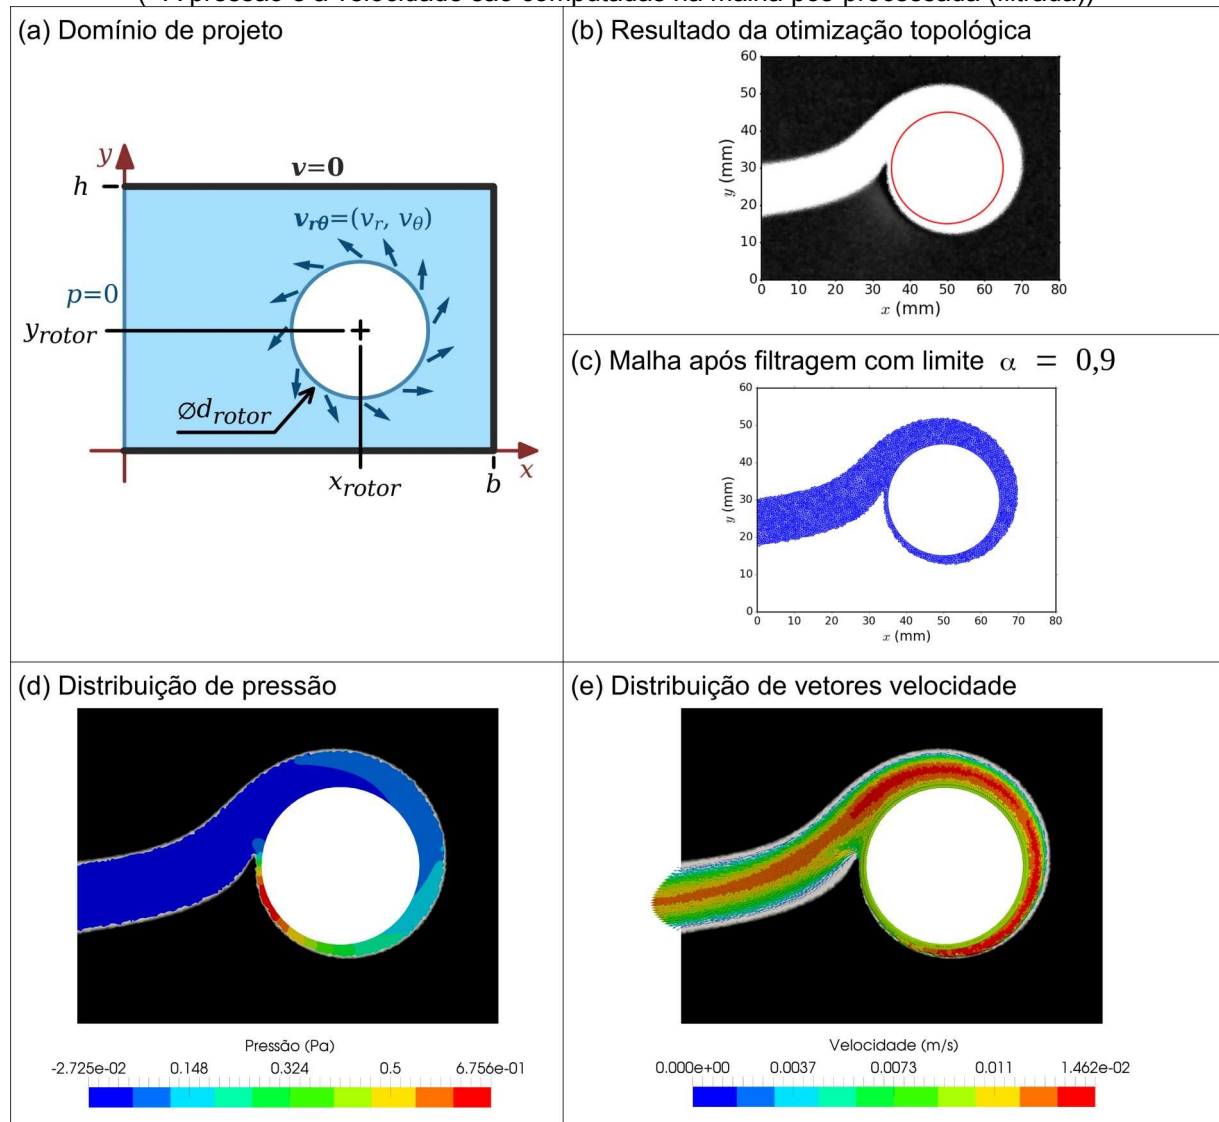 (a) Domínio de projeto
y
h
v=0
v_rθ=(v_r, v_θ)
p=0
y_rotor
Ød_rotor
x_rotor
b
x
(b) Resultado da otimização topológica
60
50
40
30
20
10
0
y (mm)
0 10 20 30 40 50 60 70 80
x (mm)
(c) Malha após filtragem com limite α = 0,9
60
50
40
30
20
10
0
y (mm)
0 10 20 30 40 50 60 70 80
x (mm)
(d) Distribuição de pressão
Pressão (Pa)
-2.725e-02 0.148 0.324 0.5 6.756e-01
(e) Distribuição de vetores velocidade
Velocidade (m/s)
0.000e+00 0.0037 0.0073 0.011 1.462e-02